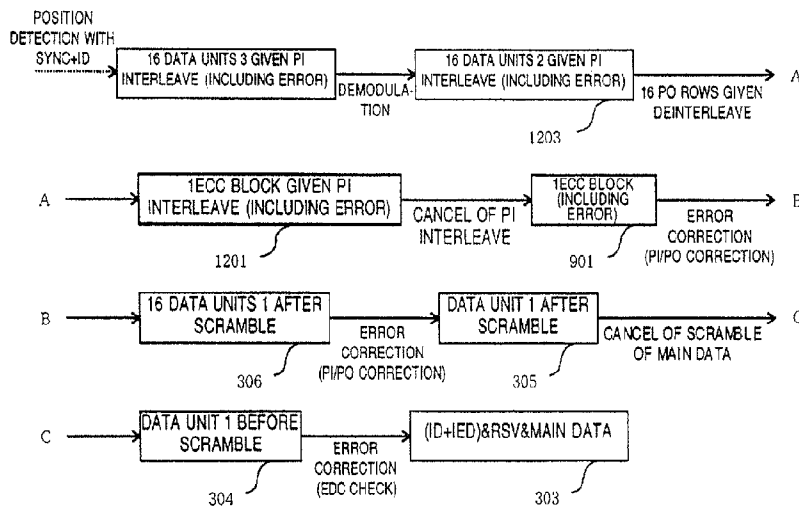 POSITION
DETECTION WITH
SYNC+ID
16 DATA UNITS 3 GIVEN PI
INTERLEAVE (INCLUDING ERROR)
DEMODULA-
TION
16 DATA UNITS 2 GIVEN PI
INTERLEAVE (INCLUDING ERROR)
1203
16 PO ROWS GIVEN
DEINTERLEAVE
A
A
1ECC BLOCK GIVEN PI
INTERLEAVE (INCLUDING ERROR)
1201
CANCEL OF PI
INTERLEAVE
1ECC BLOCK
(INCLUDING
ERROR)
901
ERROR
CORRECTION
(PI/PO CORRECTION)
B
B
16 DATA UNITS 1 AFTER
SCRAMBLE
306
ERROR
CORRECTION
(PI/PO CORRECTION)
DATA UNIT 1 AFTER
SCRAMBLE
305
CANCEL OF SCRAMBLE
OF MAIN DATA
C
C
DATA UNIT 1 BEFORE
SCRAMBLE
304
ERROR
CORRECTION
(EDC CHECK)
(ID+IED)&RSV&MAIN DATA
303